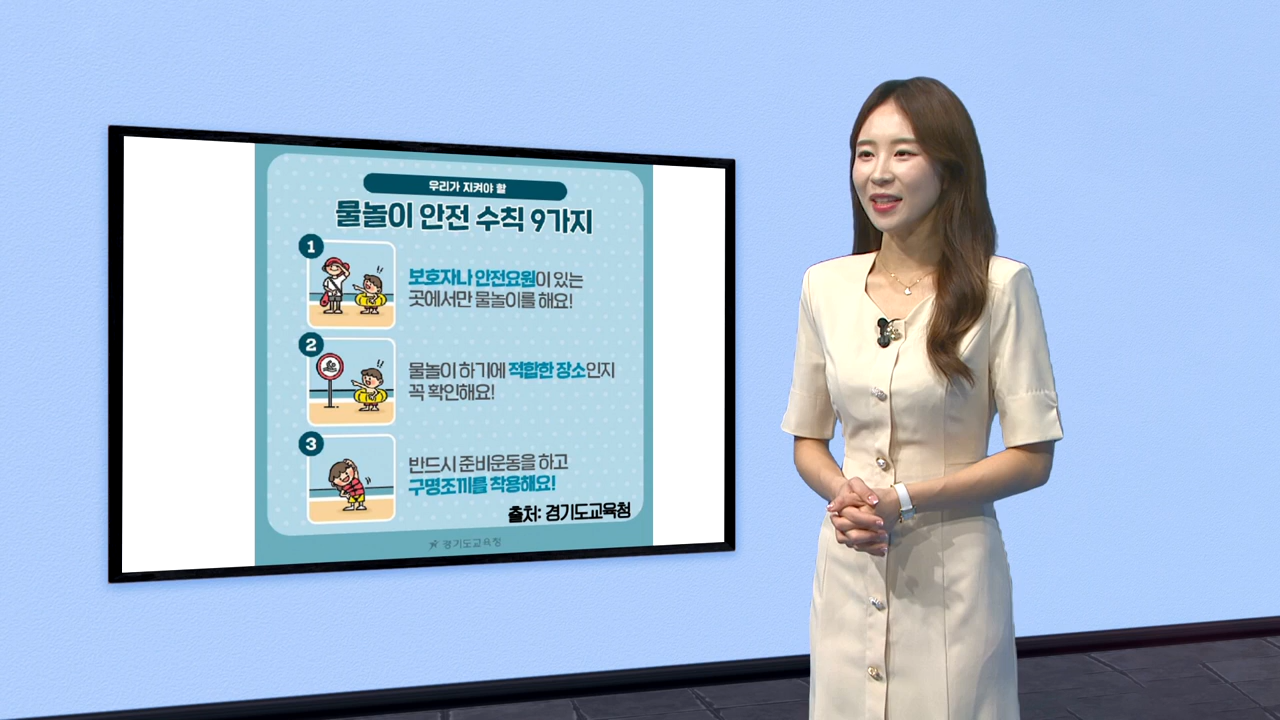 우리가 지켜야 할
물놀이 안전 수칙 9가지
1
보호자나 안전요원이 있는
곳에서만 물놀이를 해요!
2
물놀이 하기에 적합한 장소인지
꼭 확인해요!
3
반드시 준비운동을 하고
구명조끼를 착용해요!
출처: 경기도교육청
경기도교육청